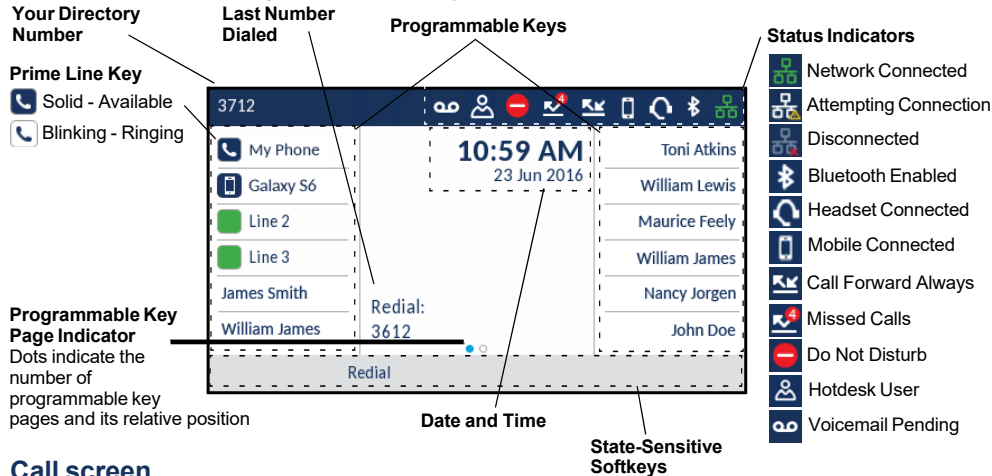 Your Directory
Number
Last Number
Dialed
Programmable Keys
Status Indicators
Prime Line Key
Solid - Available
Blinking - Ringing
3712
4
My Phone
Galaxy S6
Line 2
Line 3
James Smith
William James
10:59 AM
23 Jun 2016
Redial:
3612
Toni Atkins
William Lewis
Maurice Feely
William James
Nancy Jorgen
John Doe
Redial
Network Connected
Attempting Connection
Disconnected
Bluetooth Enabled
Headset Connected
Mobile Connected
Call Forward Always
4
Missed Calls
Do Not Disturb
Hotdesk User
Voicemail Pending
Programmable Key
Page Indicator
Dots indicate the
number of
programmable key
pages and its relative position
Date and Time
State-Sensitive
Softkeys
Call screen